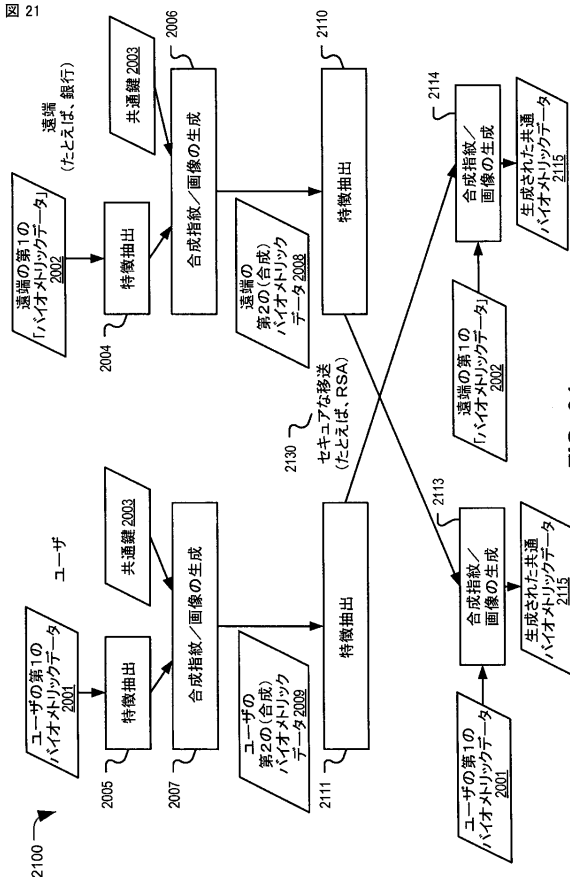 図 21
2100
ユーザの第1の
バイオメトリックデータ
2001
ユーザ
特徴抽出
2005
共通鍵 2003
合成指紋／画像の生成
2007
ユーザの
第2の(合成)
バイオメトリック
データ 2009
特徴抽出
2111
ユーザの第1の
バイオメトリックデータ
2001
合成指紋／
画像の生成
2113
生成された共通
バイオメトリックデータ
2115
遠端の第1の
「バイオメトリックデータ」
2002
遠端
(たとえば、銀行)
特徴抽出
2004
共通鍵 2003
合成指紋／画像の生成
2006
遠端の
第2の(合成)
バイオメトリック
データ 2008
特徴抽出
2110
2130
セキュアな移送
(たとえば、RSA)
遠端の第1の
「バイオメトリックデータ」
2002
合成指紋／
画像の生成
2114
生成された共通
バイオメトリックデータ
2115